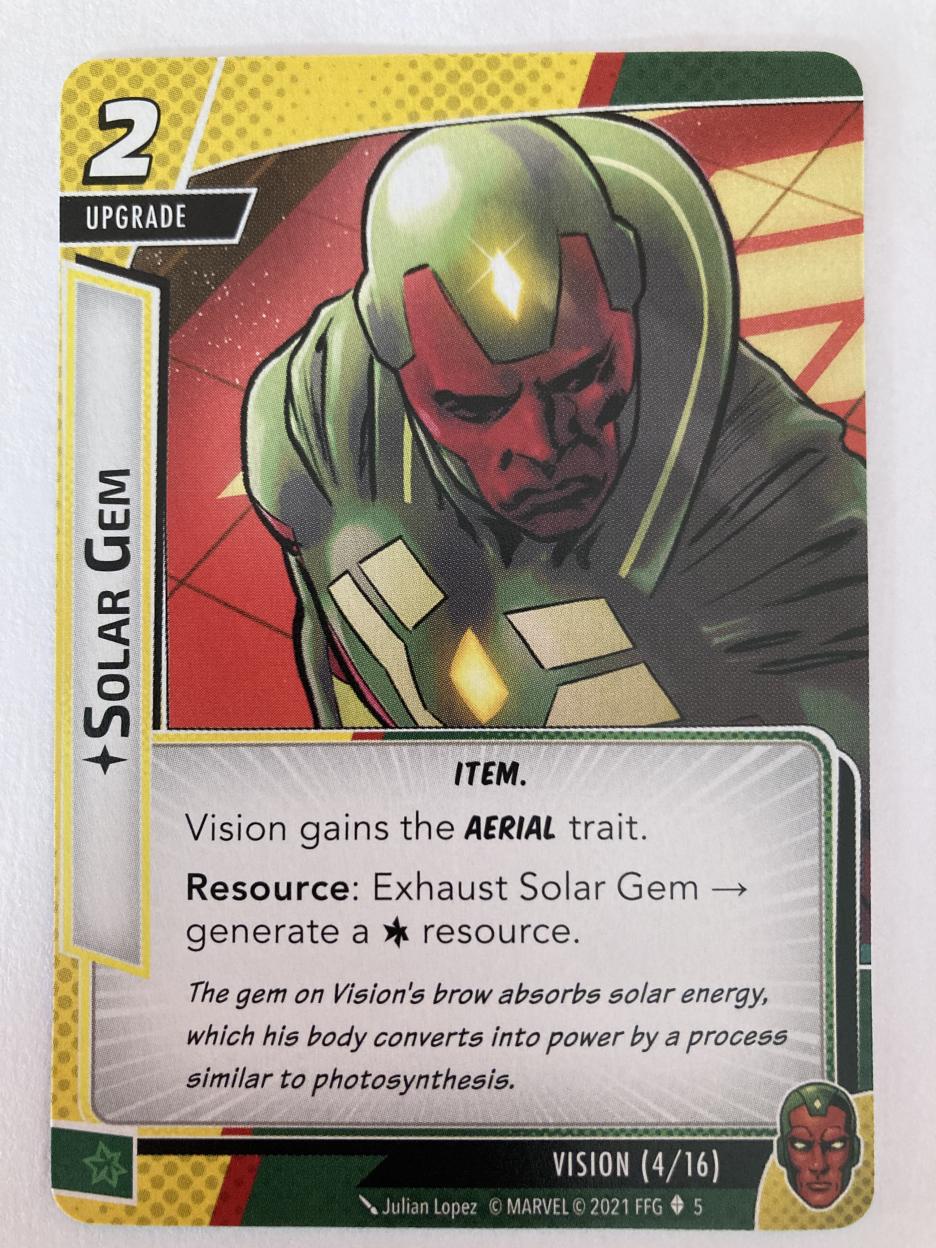 2
UPGRADE
SOLAR GEM
ITEM.
Vision gains the AERIAL trait.
Resource: Exhaust Solar Gem →
generate a resource.
The gem on Vision's brow absorbs solar energy,
which his body converts into power by a process
similar to photosynthesis.
VISION (4/16)
Julian Lopez © MARVEL © 2021 FFG 5